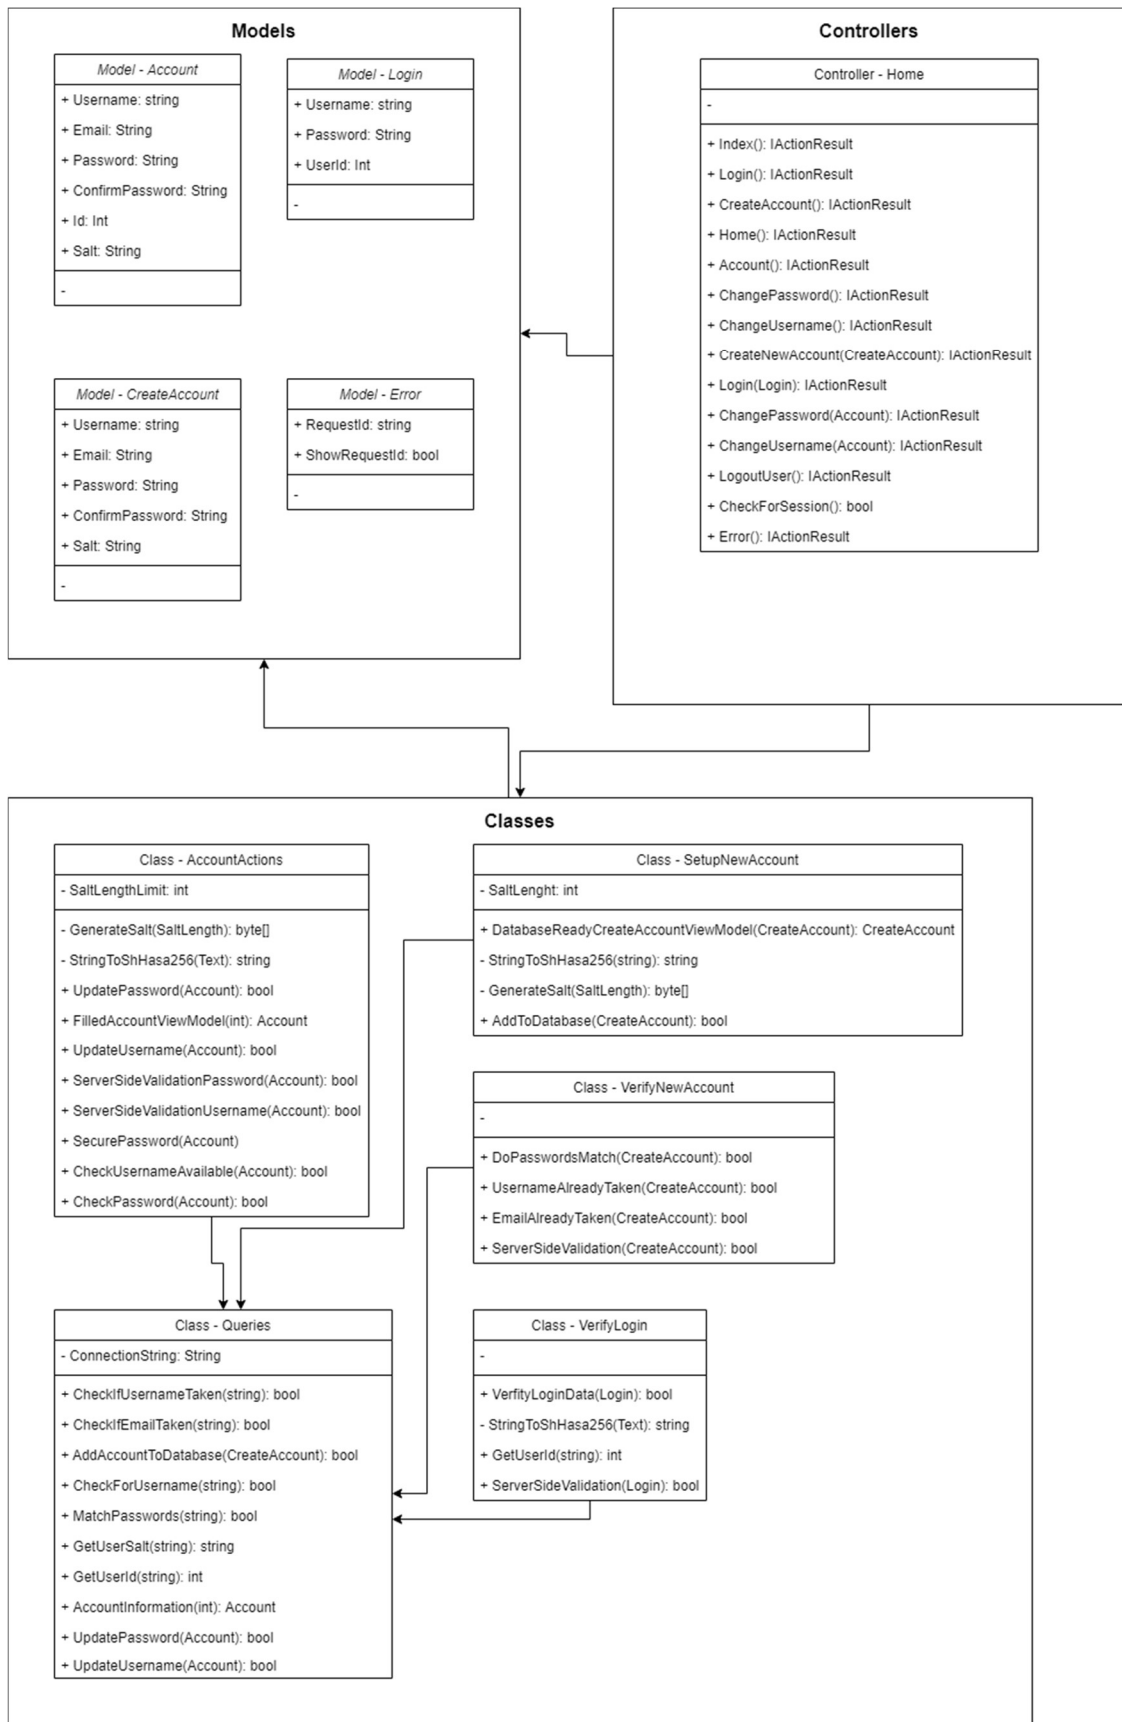 Models
Model - Account
+ Username: string
+ Email: String
+ Password: String
+ ConfirmPassword: String
+ Id: Int
+ Salt: String
-
Model - Login
+ Username: string
+ Password: String
+ UserId: Int
-
Model - CreateAccount
+ Username: string
+ Email: String
+ Password: String
+ ConfirmPassword: String
+ Salt: String
-
Model - Error
+ RequestId: string
+ ShowRequestId: bool
-
Controllers
Controller - Home
-
+ Index(): IActionResult
+ Login(): IActionResult
+ CreateAccount(): IActionResult
+ Home(): IActionResult
+ Account(): IActionResult
+ ChangePassword(): IActionResult
+ ChangeUsername(): IActionResult
+ CreateNewAccount(CreateAccount): IActionResult
+ Login(Login): IActionResult
+ ChangePassword(Account): IActionResult
+ ChangeUsername(Account): IActionResult
+ LogoutUser(): IActionResult
+ CheckForSession(): bool
+ Error(): IActionResult
Classes
Class - AccountActions
- SaltLengthLimit: int
- GenerateSalt(SaltLength): byte[]
- StringToShHasa256(Text): string
+ UpdatePassword(Account): bool
+ FilledAccountViewModel(int): Account
+ UpdateUsername(Account): bool
+ ServerSideValidationPassword(Account): bool
+ ServerSideValidationUsername(Account): bool
+ SecurePassword(Account)
+ CheckUsernameAvailable(Account): bool
+ CheckPassword(Account): bool
Class - SetupNewAccount
- SaltLenght: int
+ DatabaseReadyCreateAccountViewModel(CreateAccount): CreateAccount
- StringToShHasa256(string): string
- GenerateSalt(SaltLength): byte[]
+ AddToDatabase(CreateAccount): bool
Class - VerifyNewAccount
-
+ DoPasswordsMatch(CreateAccount): bool
+ UsernameAlreadyTaken(CreateAccount): bool
+ EmailAlreadyTaken(CreateAccount): bool
+ ServerSideValidation(CreateAccount): bool
Class - Queries
- ConnectionString: String
+ CheckIfUsernameTaken(string): bool
+ CheckIfEmailTaken(string): bool
+ AddAccountToDatabase(CreateAccount): bool
+ CheckForUsername(string): bool
+ MatchPasswords(string): bool
+ GetUserSalt(string): string
+ GetUserId(string): int
+ AccountInformation(int): Account
+ UpdatePassword(Account): bool
+ UpdateUsername(Account): bool
Class - VerifyLogin
-
+ VerfityLoginData(Login): bool
- StringToShHasa256(Text): string
+ GetUserId(string): int
+ ServerSideValidation(Login): bool